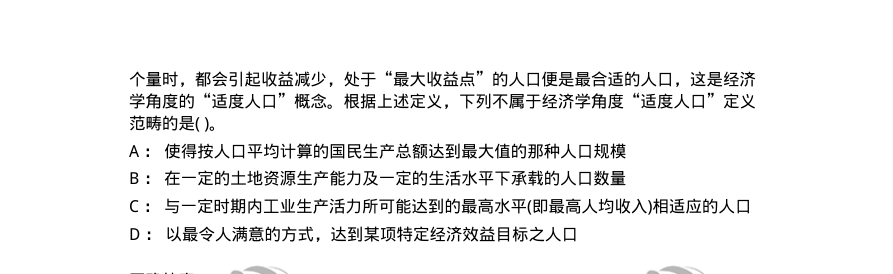 个量时，都会引起收益减少，处于“最大收益点”的人口便是最合适的人口，这是经济
学角度的“适度人口”概念。根据上述定义，下列不属于经济学角度“适度人口”定义
范畴的是( )。
A： 使得按人口平均计算的国民生产总额达到最大值的那种人口规模
B： 在一定的土地资源生产能力及一定的生活水平下承载的人口数量
C： 与一定时期内工业生产活力所可能达到的最高水平(即最高人均收入)相适应的人口
D： 以最令人满意的方式，达到某项特定经济效益目标之人口